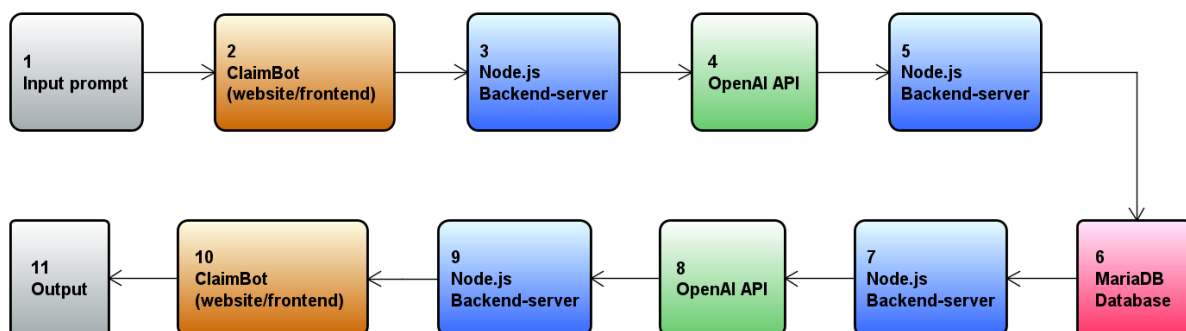 1
Input prompt
2
ClaimBot
(website/frontend)
3
Node.js
Backend-server
4
OpenAI API
5
Node.js
Backend-server
6
MariaDB
Database
7
Node.js
Backend-server
8
OpenAI API
9
Node.js
Backend-server
10
ClaimBot
(website/frontend)
11
Output